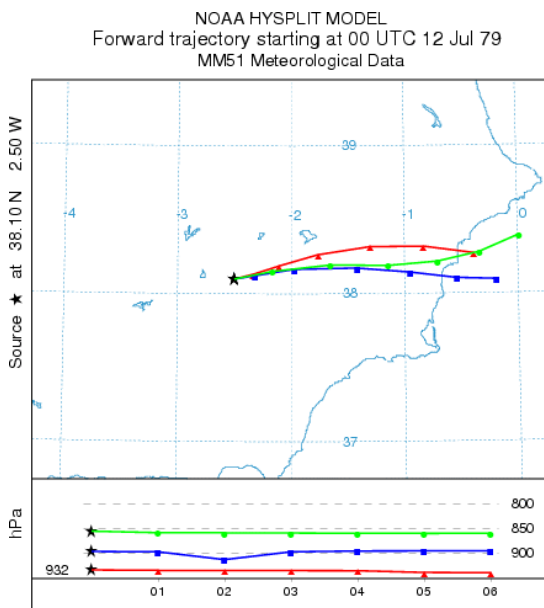 NOAA HYSPLIT MODEL
Forward trajectory starting at 00 UTC 12 Jul 79
MM51 Meteorological Data
Source ★ at 38.10 N 2.50 W
39
-4 -3 -2 -1 0
38
37
hPa
800
850
900
932
01 02 03 04 05 06